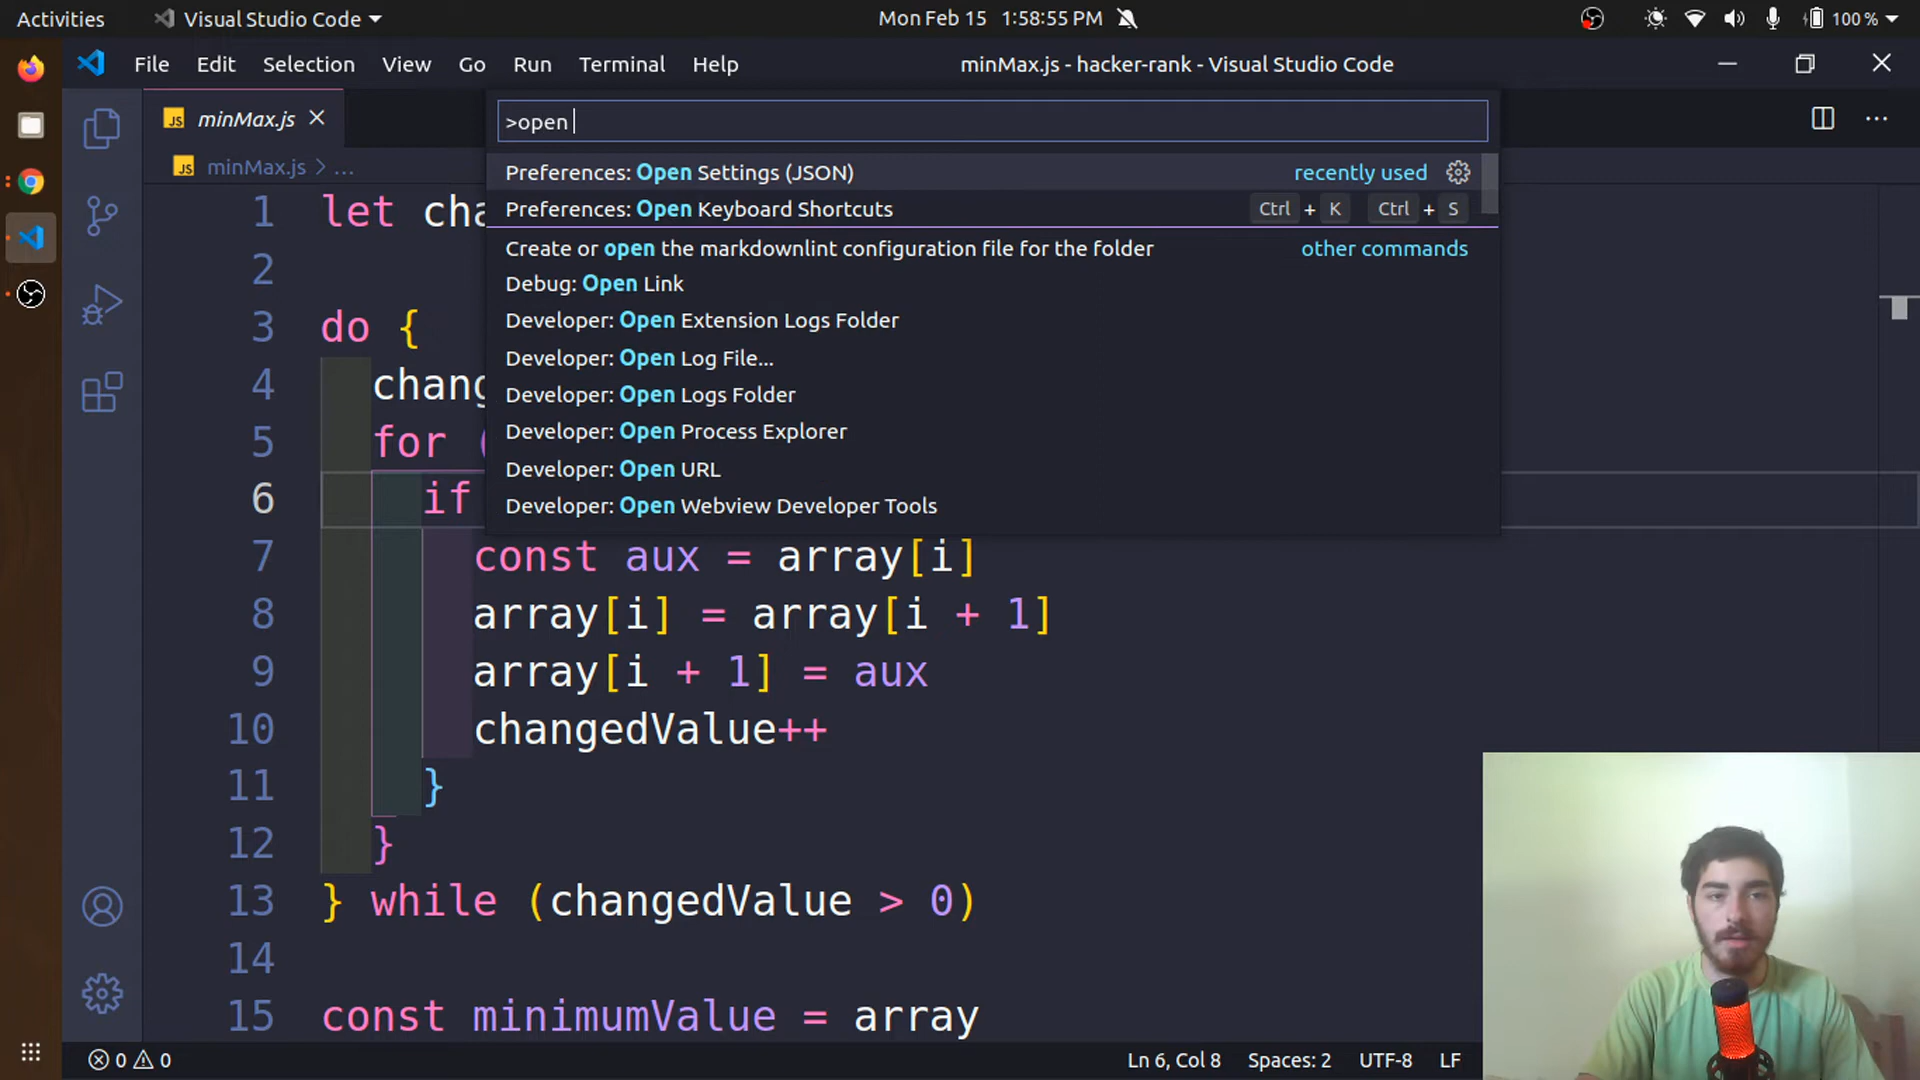 Activities
Visual Studio Code
Mon Feb 15 1:58:55 PM
100 %
File Edit Selection View Go Run Terminal Help
minMax.js - hacker-rank - Visual Studio Code
JS minMax.js
>open
JS minMax.js > ...
Preferences: Open Settings (JSON) recently used
Preferences: Open Keyboard Shortcuts Ctrl + K Ctrl + S
Create or open the markdownlint configuration file for the folder other commands
Debug: Open Link
Developer: Open Extension Logs Folder
Developer: Open Log File...
Developer: Open Logs Folder
Developer: Open Process Explorer
Developer: Open URL
Developer: Open Webview Developer Tools
1 let cha
2
3 do {
4 chang
5 for (
6 if
7 const aux = array[i]
8 array[i] = array[i + 1]
9 array[i + 1] = aux
10 changedValue++
11 }
12 }
13 } while (changedValue > 0)
14
15 const minimumValue = array
0 0
Ln 6, Col 8 Spaces: 2 UTF-8 LF